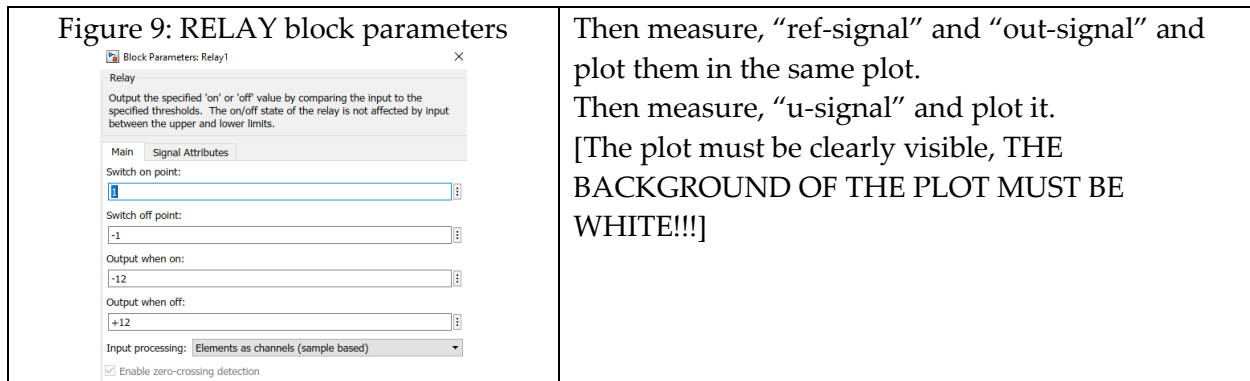 Figure 9: RELAY block parameters
Block Parameters: Relay1
Relay
Output the specified 'on' or 'off' value by comparing the input to the
specified thresholds. The on/off state of the relay is not affected by input
between the upper and lower limits.
Main Signal Attributes
Switch on point:
1
Switch off point:
-1
Output when on:
-12
Output when off:
+12
Input processing: Elements as channels (sample based)
Enable zero-crossing detection
Then measure, “ref-signal” and “out-signal” and
plot them in the same plot.
Then measure, “u-signal” and plot it.
[The plot must be clearly visible, THE
BACKGROUND OF THE PLOT MUST BE
WHITE!!!]